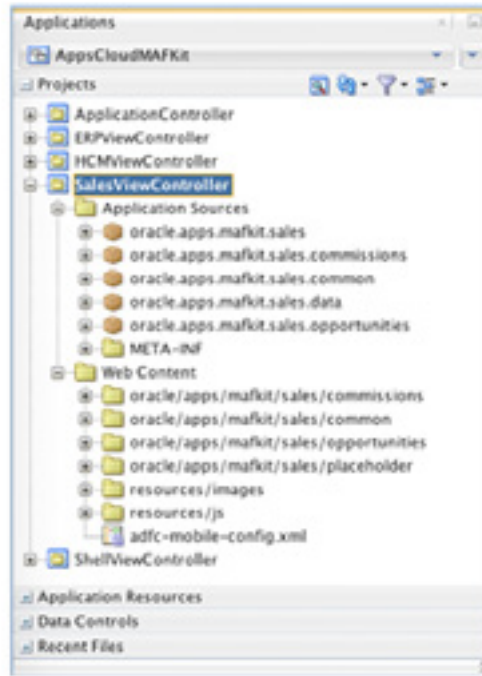 Applications
AppsCloudMAFKit
Projects
ApplicationController
ERPViewController
HCMViewController
SalesViewController
Application Sources
oracle.apps.mafkit.sales
oracle.apps.mafkit.sales.commissions
oracle.apps.mafkit.sales.common
oracle.apps.mafkit.sales.data
oracle.apps.mafkit.sales.opportunities
META-INF
Web Content
oracle/apps/mafkit/sales/commissions
oracle/apps/mafkit/sales/common
oracle/apps/mafkit/sales/opportunities
oracle/apps/mafkit/sales/placeholder
resources/images
resources/js
adfc-mobile-config.xml
ShellViewController
Application Resources
Data Controls
Recent Files